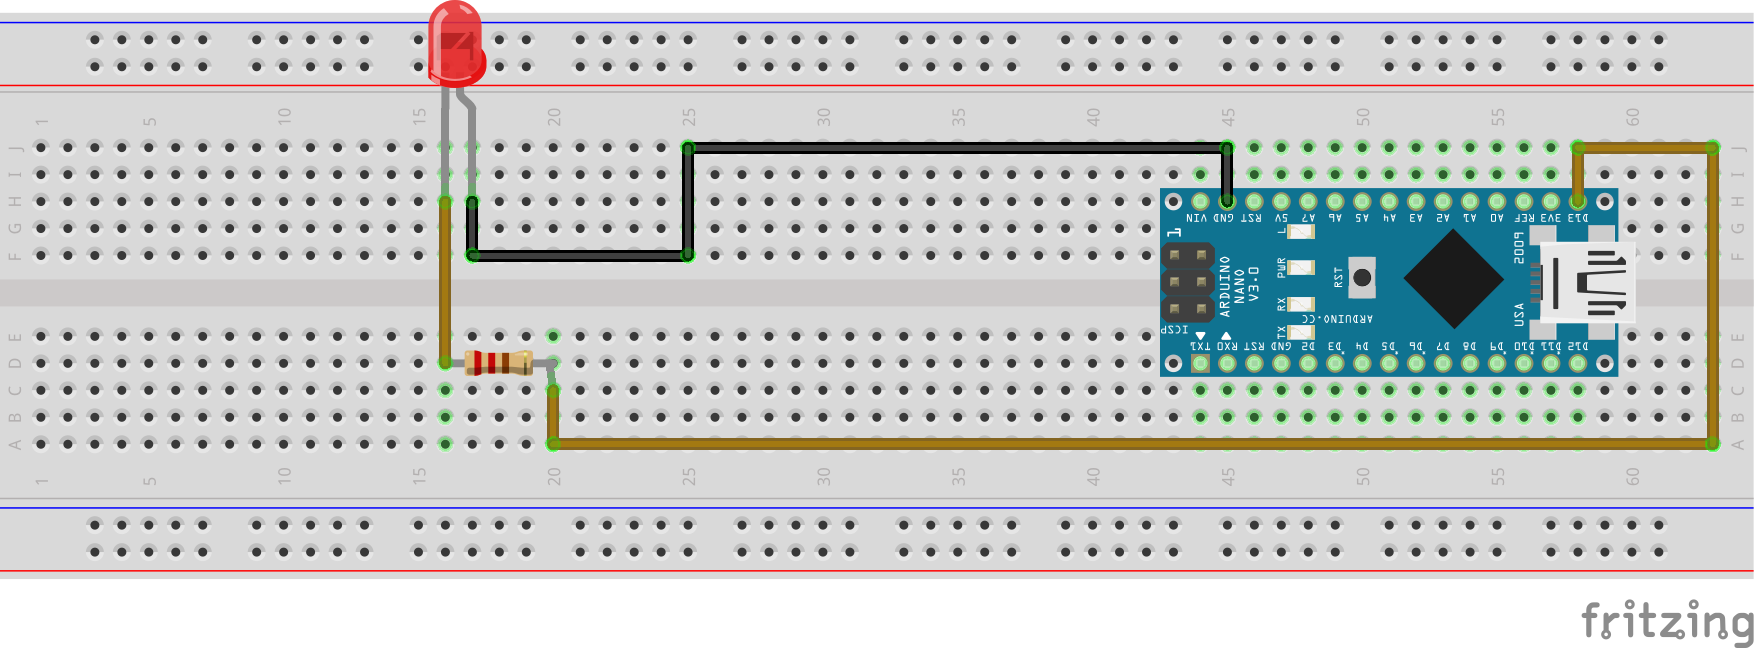 1 5 10 15 20 25 30 35 40 45 50 55 60
J J
I I
H H
VIN GND RST 5V A7 A6 A5 A4 A3 A2 A1 A0 REF 3V3 D13
G G
1 L
F F
PWR RST
ARDUINO
NANO
V3.0
RX
ARDUINO.CC
USA
ICSP TX
E E
TX1 RX0 RST GND D2 D3 D4 D5 D6 D7 D8 D9 D10 D11 D12
D D
C C
B B
A A
1 5 10 15 20 25 30 35 40 45 50 55 60
fritzing